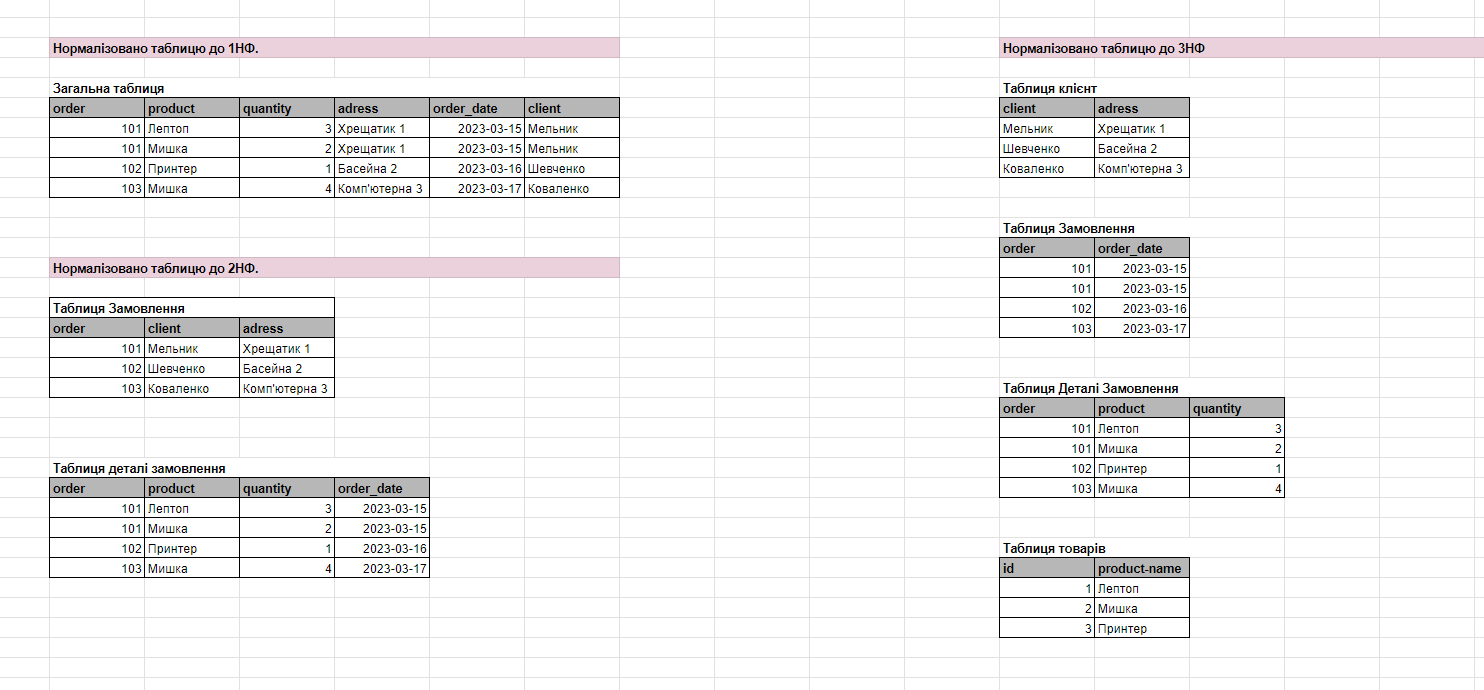 Нормалізовано таблицю до 1НФ.
Загальна таблиця
order product quantity adress order_date client
101 Лептоп 3 Хрещатик 1 2023-03-15 Мельник
101 Мишка 2 Хрещатик 1 2023-03-15 Мельник
102 Принтер 1 Басейна 2 2023-03-16 Шевченко
103 Мишка 4 Комп'ютерна 3 2023-03-17 Коваленко
Нормалізовано таблицю до 2НФ.
Таблиця Замовлення
order client adress
101 Мельник Хрещатик 1
102 Шевченко Басейна 2
103 Коваленко Комп'ютерна 3
Таблиця деталі замовлення
order product quantity order_date
101 Лептоп 3 2023-03-15
101 Мишка 2 2023-03-15
102 Принтер 1 2023-03-16
103 Мишка 4 2023-03-17
Нормалізовано таблицю до 3НФ
Таблиця клієнт
client adress
Мельник Хрещатик 1
Шевченко Басейна 2
Коваленко Комп'ютерна 3
Таблиця Замовлення
order order_date
101 2023-03-15
101 2023-03-15
102 2023-03-16
103 2023-03-17
Таблиця Деталі Замовлення
order product quantity
101 Лептоп 3
101 Мишка 2
102 Принтер 1
103 Мишка 4
Таблиця товарів
id product-name
1 Лептоп
2 Мишка
3 Принтер